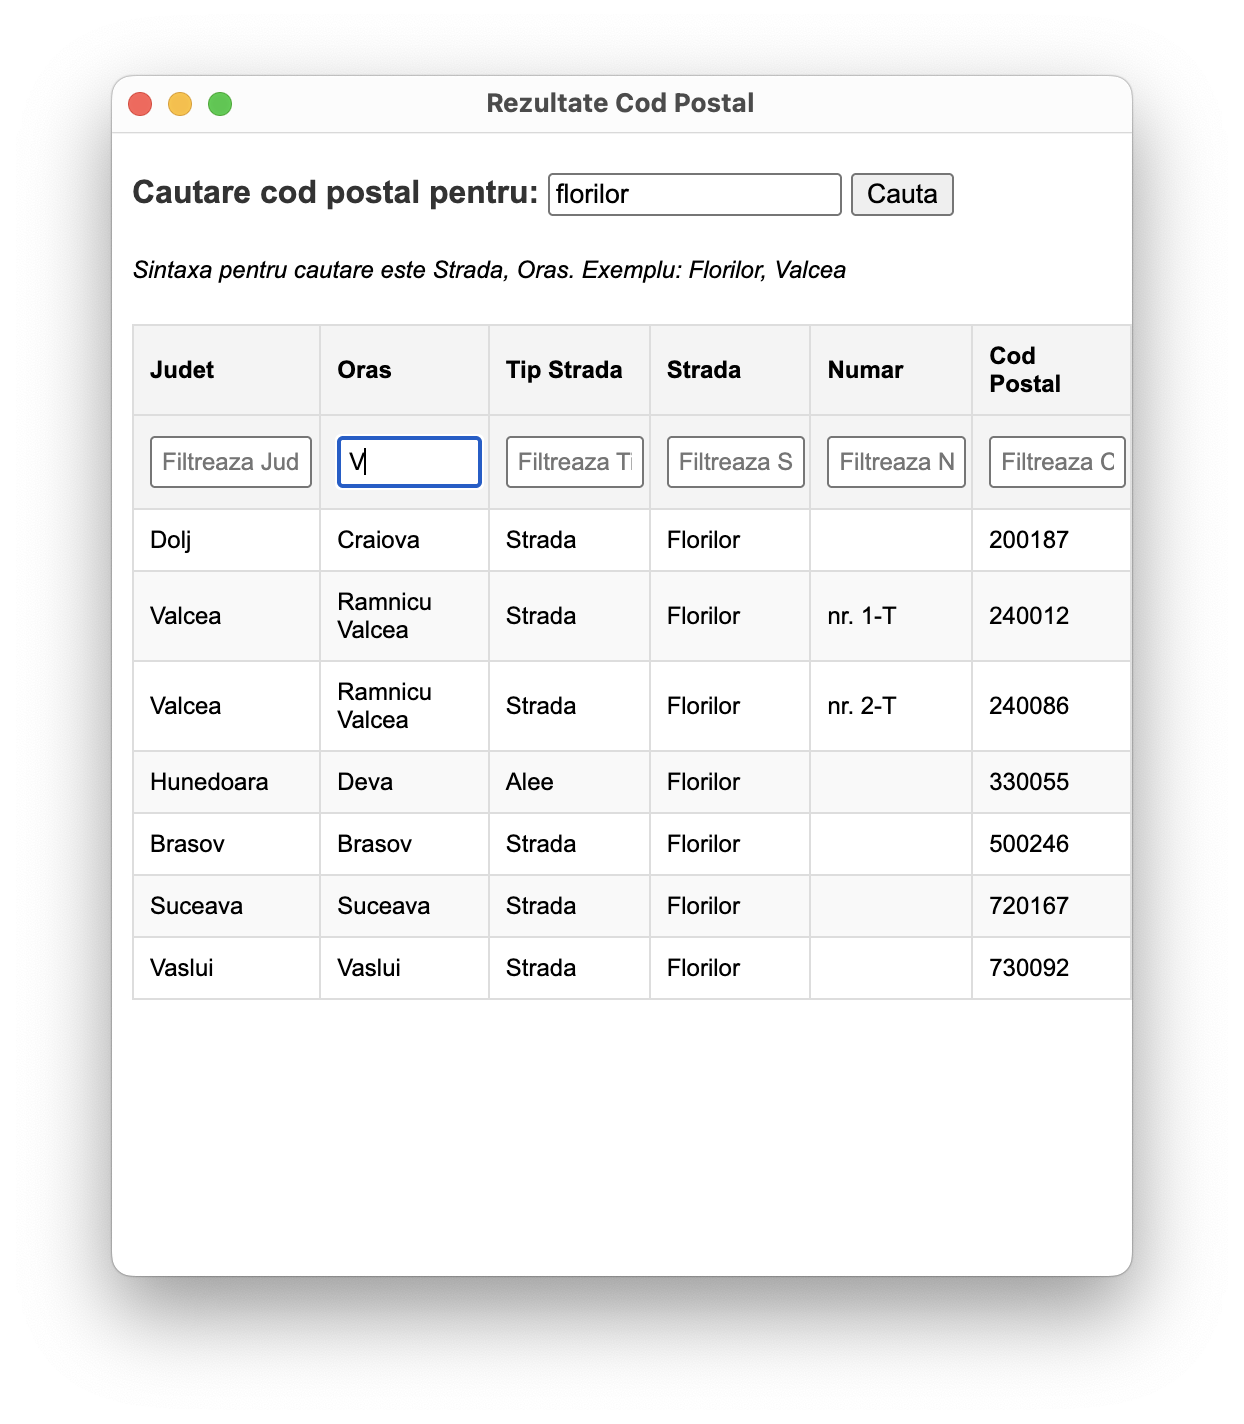 Rezultate Cod Postal
Cautare cod postal pentru: florilor Cauta
Sintaxa pentru cautare este Strada, Oras. Exemplu: Florilor, Valcea
Judet Oras Tip Strada Strada Numar Cod Postal
Filtreaza Jud V Filtreaza Ti Filtreaza S Filtreaza N Filtreaza C
Dolj Craiova Strada Florilor 200187
Valcea Ramnicu Valcea Strada Florilor nr. 1-T 240012
Valcea Ramnicu Valcea Strada Florilor nr. 2-T 240086
Hunedoara Deva Alee Florilor 330055
Brasov Brasov Strada Florilor 500246
Suceava Suceava Strada Florilor 720167
Vaslui Vaslui Strada Florilor 730092